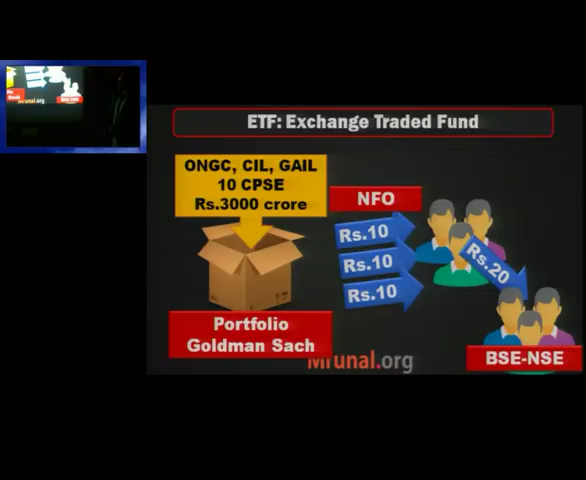 ETF: Exchange Traded Fund
ONGC, CIL, GAIL
10 CPSE
Rs.3000 crore
NFO
Rs.10
Rs.10
Rs.10
Rs.20
Portfolio
Goldman Sach
BSE-NSE
Mrunal.org